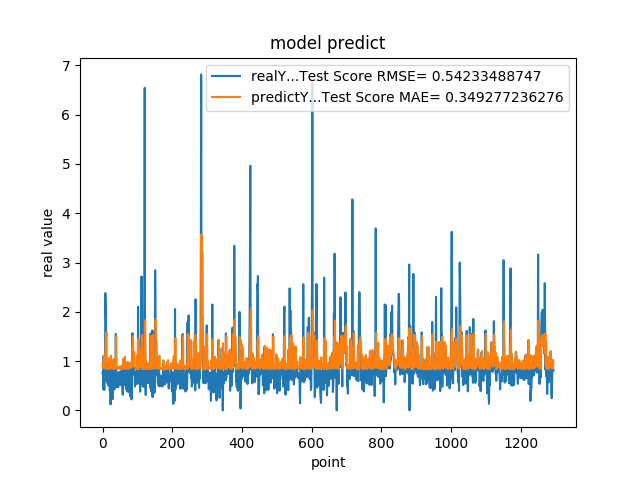 model predict
realY...Test Score RMSE= 0.54233488747
predictY...Test Score MAE= 0.349277236276
7
6
5
4
3
2
1
0
real value
0 200 400 600 800 1000 1200
point